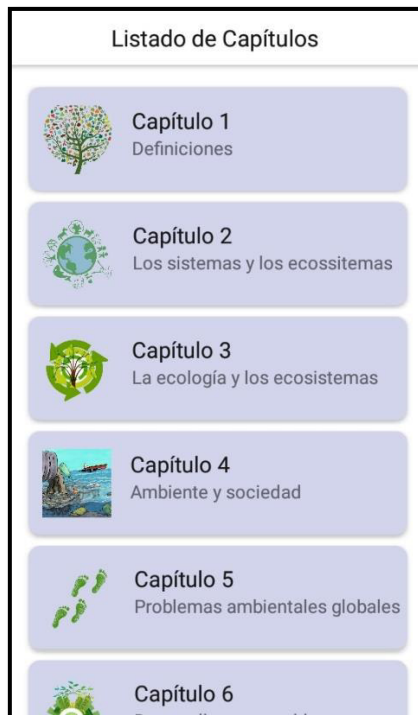 Listado de Capítulos
Capítulo 1
Definiciones
Capítulo 2
Los sistemas y los ecossitemas
Capítulo 3
La ecología y los ecosistemas
Capítulo 4
Ambiente y sociedad
Capítulo 5
Problemas ambientales globales
Capítulo 6